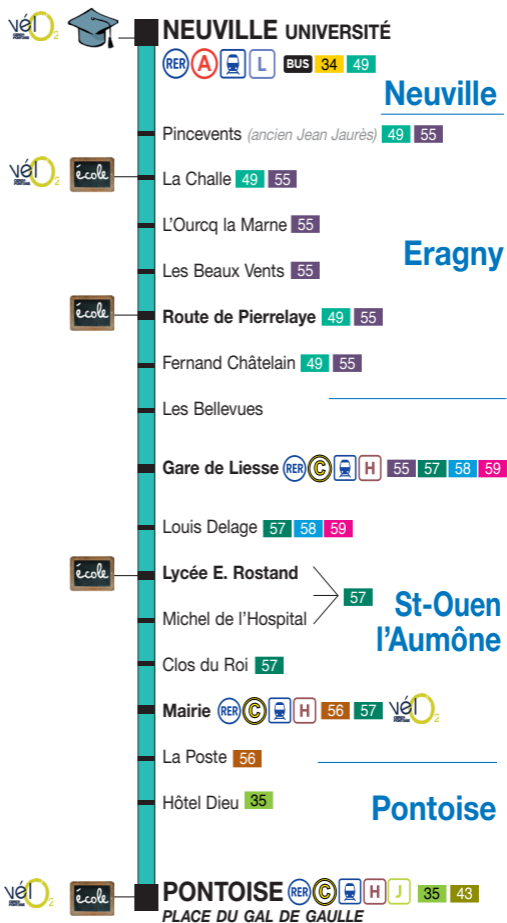 vélO2 NEUVILLE UNIVERSITÉ
RER A L BUS 34 49
Neuville
Pincevents (ancien Jean Jaurès) 49 55
vélO2 école La Challe 49 55
L'Ourcq la Marne 55
Les Beaux Vents 55
Eragny
école Route de Pierrelaye 49 55
Fernand Châtelain 49 55
Les Bellevues
Gare de Liesse RER C H 55 57 58 59
Louis Delage 57 58 59
école Lycée E. Rostand
57
Michel de l'Hospital
St-Ouen
l'Aumône
Clos du Roi 57
Mairie RER C H 56 57 vélO2
La Poste 56
Hôtel Dieu 35
Pontoise
vélO2 école PONTOISE RER C H J 35 43
PLACE DU GAL DE GAULLE